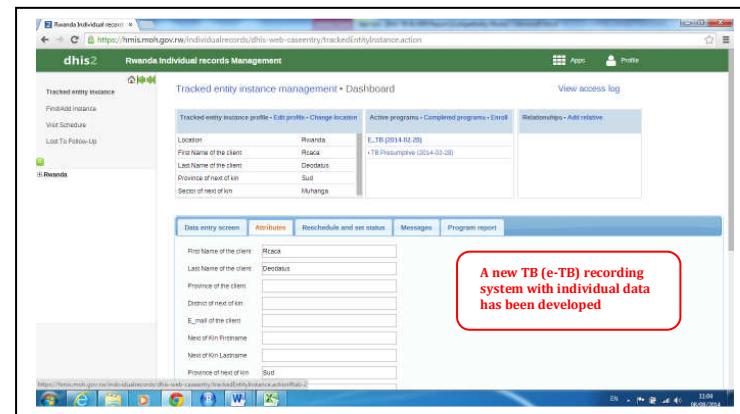 Rwanda Individual record
https://hmis.moh.gov.rw/individualrecords/dhis-web-caseentry/trackedEntityInstance.action
dhis2 Rwanda Individual records Management Apps Profile
Tracked entity instance
Find/Add Instance
Visit Schedule
Lost To Follow-Up
Rwanda
Tracked entity instance management • Dashboard View access log
Tracked entity instance profile • Edit profile • Change location
Location Rwanda
First Name of the client Rcaca
Last Name of the client Deodatus
Province of next of kin Sud
Sector of next of kin Muhanga
Active programs • Completed programs • Enroll
E_TB (2014-02-28)
• TB Presumptive (2014-03-28)
Relationships • Add relative
Data entry screen Attributes Reschedule and set status Messages Program report
First Name of the client Rcaca
Last Name of the client Deodatus
Province of the client
District of next of kin
E_mail of the client
Next of Kin Firstname
Next of Kin Lastname
Province of next of kin Sud
A new TB (e-TB) recording
system with individual data
has been developed
EN 11:04
06/08/2014